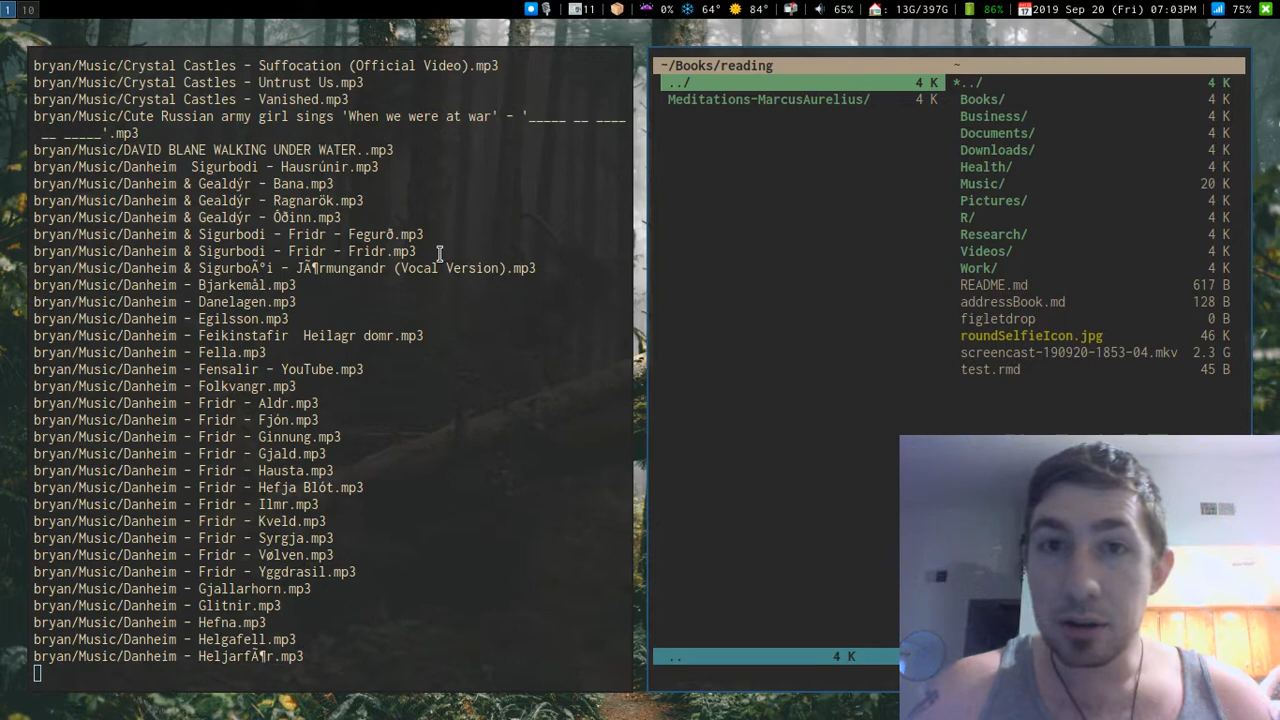 1 10 11 0% 64° 84° 65% : 13G/397G 86% 2019 Sep 20 (Fri) 07:03PM 75%
bryan/Music/Crystal Castles - Suffocation (Official Video).mp3
bryan/Music/Crystal Castles - Untrust Us.mp3
bryan/Music/Crystal Castles - Vanished.mp3
bryan/Music/Cute Russian army girl sings 'When we were at war' - '_____ __ ____
__ _____'.mp3
bryan/Music/DAVID BLANE WALKING UNDER WATER..mp3
bryan/Music/Danheim  Sigurbodi - Hausrúnir.mp3
bryan/Music/Danheim & Gealdýr - Bana.mp3
bryan/Music/Danheim & Gealdýr - Ragnarök.mp3
bryan/Music/Danheim & Gealdýr - Óðinn.mp3
bryan/Music/Danheim & Sigurbodi - Fridr - Fegurð.mp3
bryan/Music/Danheim & Sigurbodi - Fridr - Fridr.mp3
bryan/Music/Danheim & SigurboÃ°i - JÃ¶rmungandr (Vocal Version).mp3
bryan/Music/Danheim - Bjarkemål.mp3
bryan/Music/Danheim - Danelagen.mp3
bryan/Music/Danheim - Egilsson.mp3
bryan/Music/Danheim - Feikinstafir  Heilagr domr.mp3
bryan/Music/Danheim - Fella.mp3
bryan/Music/Danheim - Fensalir - YouTube.mp3
bryan/Music/Danheim - Folkvangr.mp3
bryan/Music/Danheim - Fridr - Aldr.mp3
bryan/Music/Danheim - Fridr - Fjón.mp3
bryan/Music/Danheim - Fridr - Ginnung.mp3
bryan/Music/Danheim - Fridr - Gjald.mp3
bryan/Music/Danheim - Fridr - Hausta.mp3
bryan/Music/Danheim - Fridr - Hefja Blót.mp3
bryan/Music/Danheim - Fridr - Ilmr.mp3
bryan/Music/Danheim - Fridr - Kveld.mp3
bryan/Music/Danheim - Fridr - Syrgja.mp3
bryan/Music/Danheim - Fridr - Vølven.mp3
bryan/Music/Danheim - Fridr - Yggdrasil.mp3
bryan/Music/Danheim - Gjallarhorn.mp3
bryan/Music/Danheim - Glitnir.mp3
bryan/Music/Danheim - Hefna.mp3
bryan/Music/Danheim - Helgafell.mp3
bryan/Music/Danheim - HeljarfÃ¶r.mp3
~/Books/reading
../ 4 K
Meditations-MarcusAurelius/ 4 K
.. 4 K
~
*../ 4 K
Books/ 4 K
Business/ 4 K
Documents/ 4 K
Downloads/ 4 K
Health/ 4 K
Music/ 20 K
Pictures/ 4 K
R/ 4 K
Research/ 4 K
Videos/ 4 K
Work/ 4 K
README.md 617 B
addressBook.md 128 B
figletdrop 0 B
roundSelfieIcon.jpg 46 K
screencast-190920-1853-04.mkv 2.3 G
test.rmd 45 B